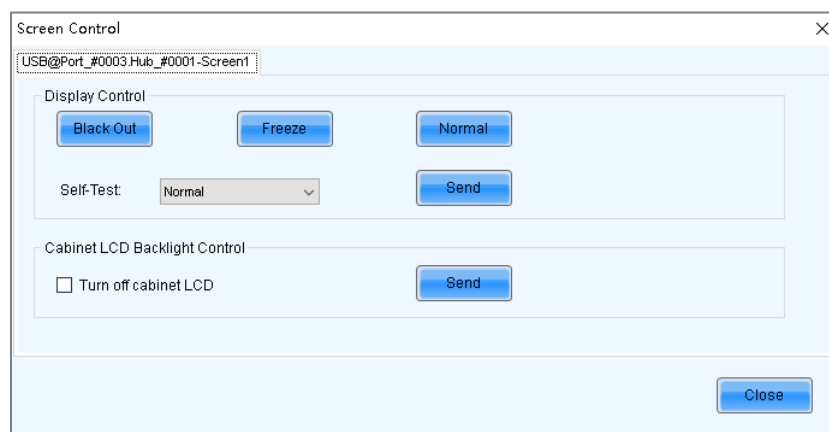 Screen Control
USB@Port_#0003.Hub_#0001-Screen1
Display Control
Black Out Freeze Normal
Self-Test: Normal Send
Cabinet LCD Backlight Control
Turn off cabinet LCD Send
Close